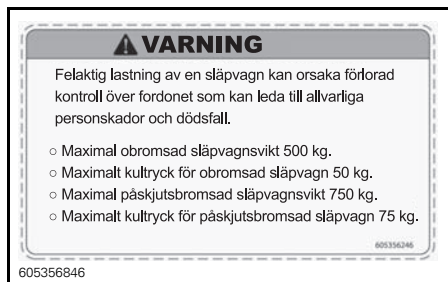 VARNING
Felaktig lastning av en släpvagn kan orsaka förlorad
kontroll över fordonet som kan leda till allvarliga
personskador och dödsfall.
○ Maximal obromsad släpvagnsvikt 500 kg.
○ Maximalt kultryck för obromsad släpvagn 50 kg.
○ Maximal påskjutsbromsad släpvagnsvikt 750 kg.
○ Maximalt kultryck för påskjutsbromsad släpvagn 75 kg.
605356246
605356846